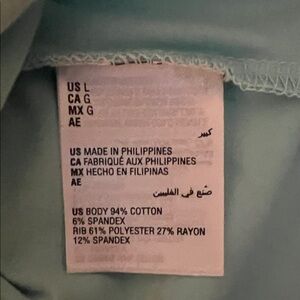 US L
CA G
MX G
AE
كبير
US MADE IN PHILIPPINES
CA FABRIQUÉ AUX PHILIPPINES
MX HECHO EN FILIPINAS
AE
صنع في الفلبين
US BODY 94% COTTON
6% SPANDEX
RIB 61% POLYESTER 27% RAYON
12% SPANDEX